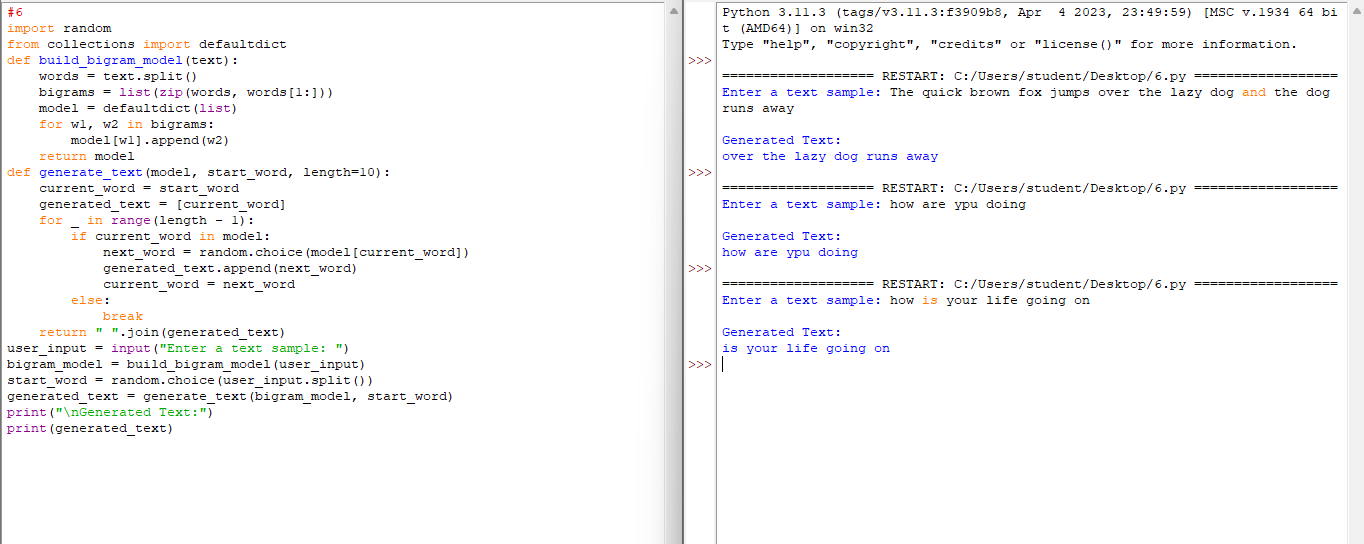 #6
import random
from collections import defaultdict
def build_bigram_model(text):
    words = text.split()
    bigrams = list(zip(words, words[1:]))
    model = defaultdict(list)
    for w1, w2 in bigrams:
        model[w1].append(w2)
    return model
def generate_text(model, start_word, length=10):
    current_word = start_word
    generated_text = [current_word]
    for _ in range(length - 1):
        if current_word in model:
            next_word = random.choice(model[current_word])
            generated_text.append(next_word)
            current_word = next_word
        else:
            break
    return " ".join(generated_text)
user_input = input("Enter a text sample: ")
bigram_model = build_bigram_model(user_input)
start_word = random.choice(user_input.split())
generated_text = generate_text(bigram_model, start_word)
print("\nGenerated Text:")
print(generated_text)
Python 3.11.3 (tags/v3.11.3:f3909b8, Apr  4 2023, 23:49:59) [MSC v.1934 64 bi
t (AMD64)] on win32
Type "help", "copyright", "credits" or "license()" for more information.
>>>
=================== RESTART: C:/Users/student/Desktop/6.py ==================
Enter a text sample: The quick brown fox jumps over the lazy dog and the dog
runs away

Generated Text:
over the lazy dog runs away
>>>
=================== RESTART: C:/Users/student/Desktop/6.py ==================
Enter a text sample: how are ypu doing

Generated Text:
how are ypu doing
>>>
=================== RESTART: C:/Users/student/Desktop/6.py ==================
Enter a text sample: how is your life going on

Generated Text:
is your life going on
>>>